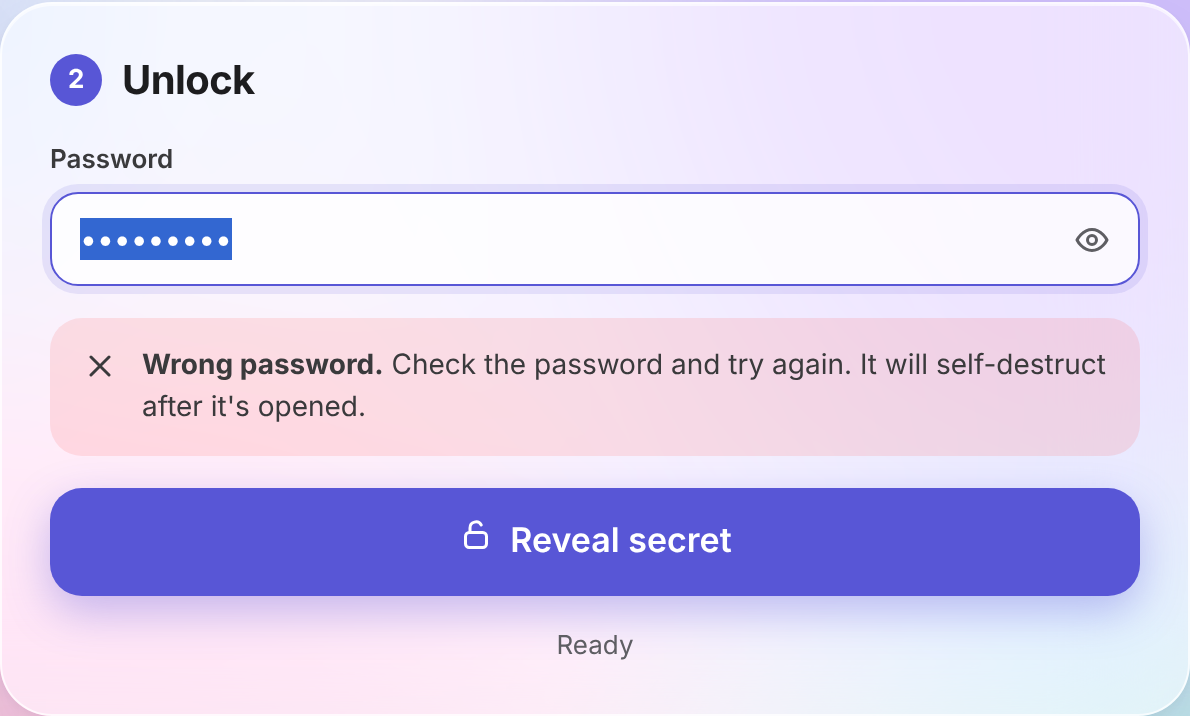 2 Unlock
Password
•••••••••
Wrong password. Check the password and try again. It will self-destruct
after it's opened.
Reveal secret
Ready